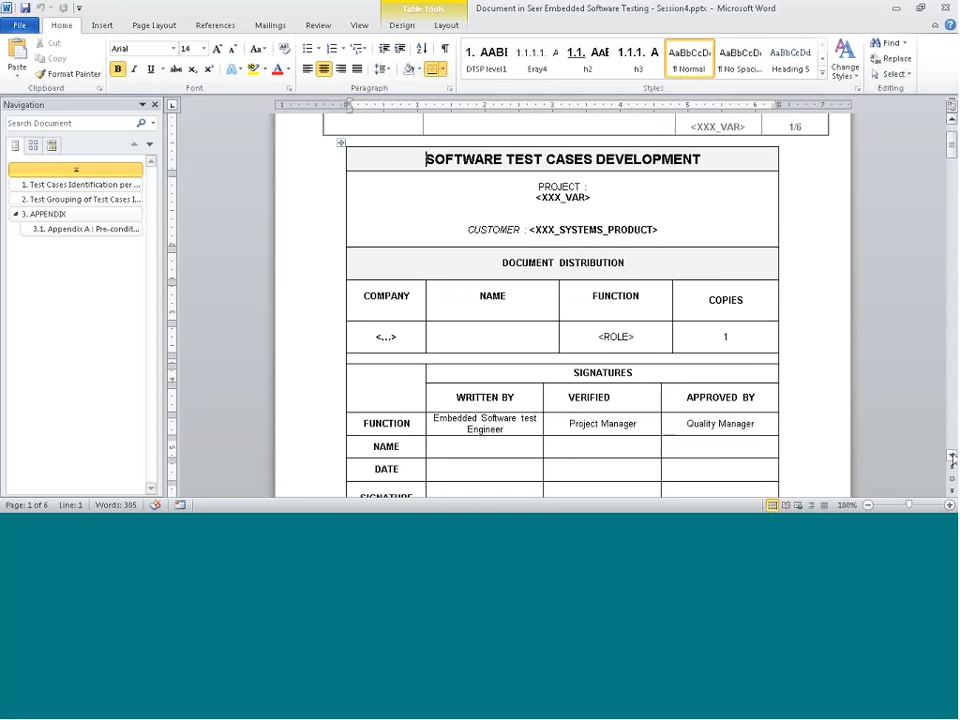 Table Tools
Document in Seer Embedded Software Testing - Session4.pptx - Microsoft Word
File Home Insert Page Layout References Mailings Review View Design Layout
Cut
Copy
Format Painter
Paste
Clipboard
Arial 14
Font
Paragraph
1. AABI 1.1.1.1. A 1.1. AAE 1.1.1. A AaBbCcDı AaBbCcDı AaBbCcDd
DTSP level1 Eray4 h2 h3 ¶ Normal ¶ No Spaci... Heading 5
Styles
Change Styles
Find
Replace
Select
Editing
Navigation
Search Document
1. Test Cases Identification per ...
2. Test Grouping of Test Cases I...
3. APPENDIX
3.1. Appendix A : Pre-condit...
<XXX_VAR> 1/6
SOFTWARE TEST CASES DEVELOPMENT
PROJECT :
<XXX_VAR>
CUSTOMER : <XXX_SYSTEMS_PRODUCT>
DOCUMENT DISTRIBUTION
COMPANY NAME FUNCTION COPIES
<...> <ROLE> 1
SIGNATURES
WRITTEN BY VERIFIED APPROVED BY
FUNCTION Embedded Software test Engineer Project Manager Quality Manager
NAME
DATE
SIGNATURE
Page: 1 of 6 Line: 1 Words: 305 100%